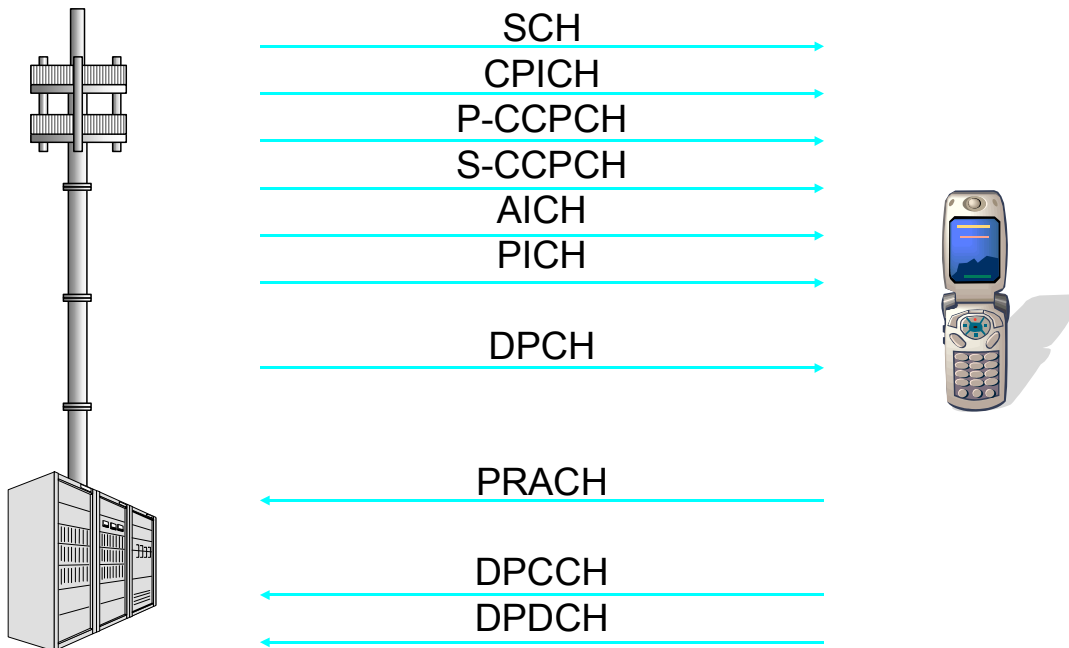 SCH
CPICH
P-CCPCH
S-CCPCH
AICH
PICH
DPCH
PRACH
DPCCH
DPDCH